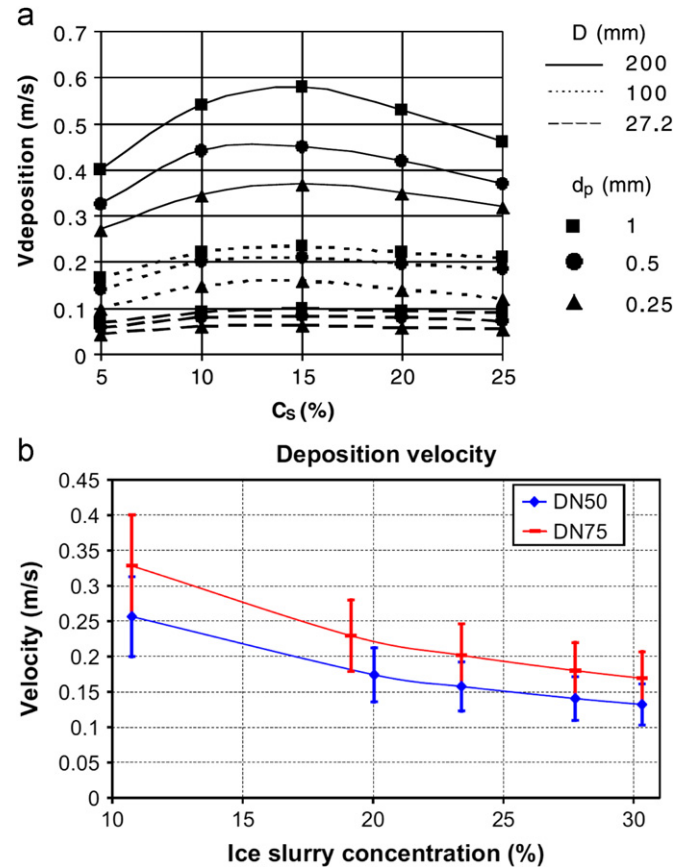 a
0.7
0.6
0.5
0.4
0.3
0.2
0.1
0
Vdeposition (m/s)
5 10 15 20 25
Cs (%)
D (mm)
200
100
27.2
dp (mm)
1
0.5
0.25
b
Deposition velocity
0.45
0.4
0.35
0.3
0.25
0.2
0.15
0.1
0.05
0
Velocity (m/s)
DN50
DN75
10 15 20 25 30
Ice slurry concentration (%)